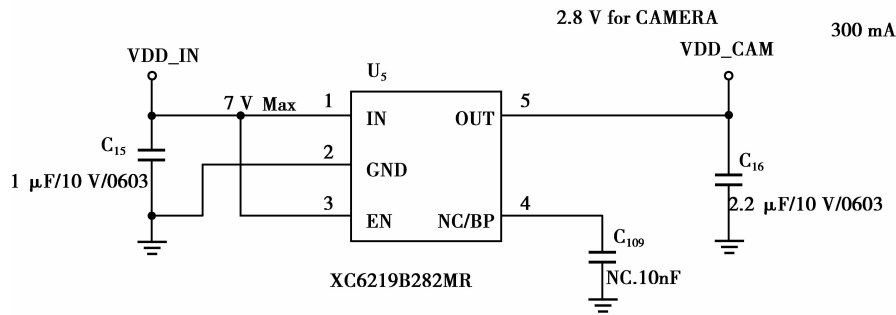 2.8 V for CAMERA
300 mA
VDD_IN
VDD_CAM
U₅
7 V Max
1
5
IN
OUT
C₁₅
1 μF/10 V/0603
2
GND
C₁₆
2.2 μF/10 V/0603
3
4
EN
NC/BP
C₁₀₉
NC.10nF
XC6219B282MR